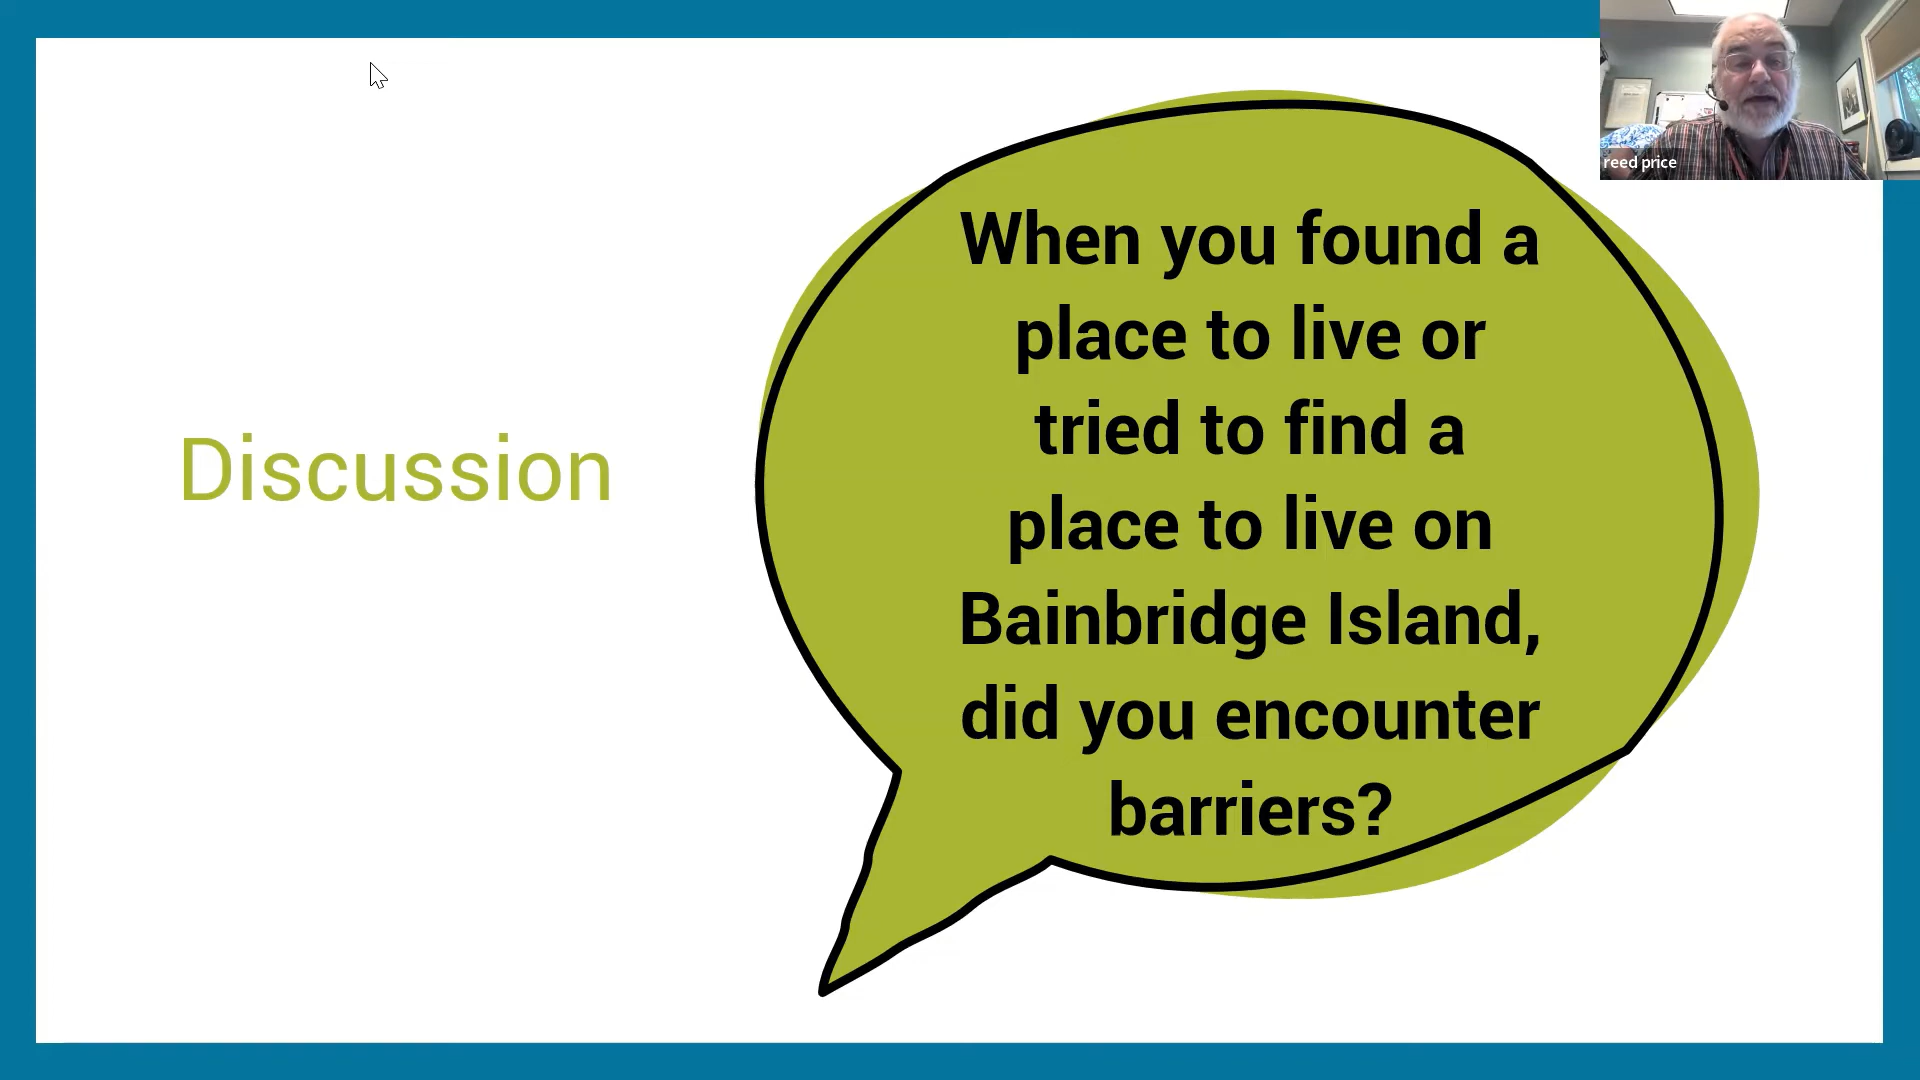 Discussion
When you found a
place to live or
tried to find a
place to live on
Bainbridge Island,
did you encounter
barriers?
reed price